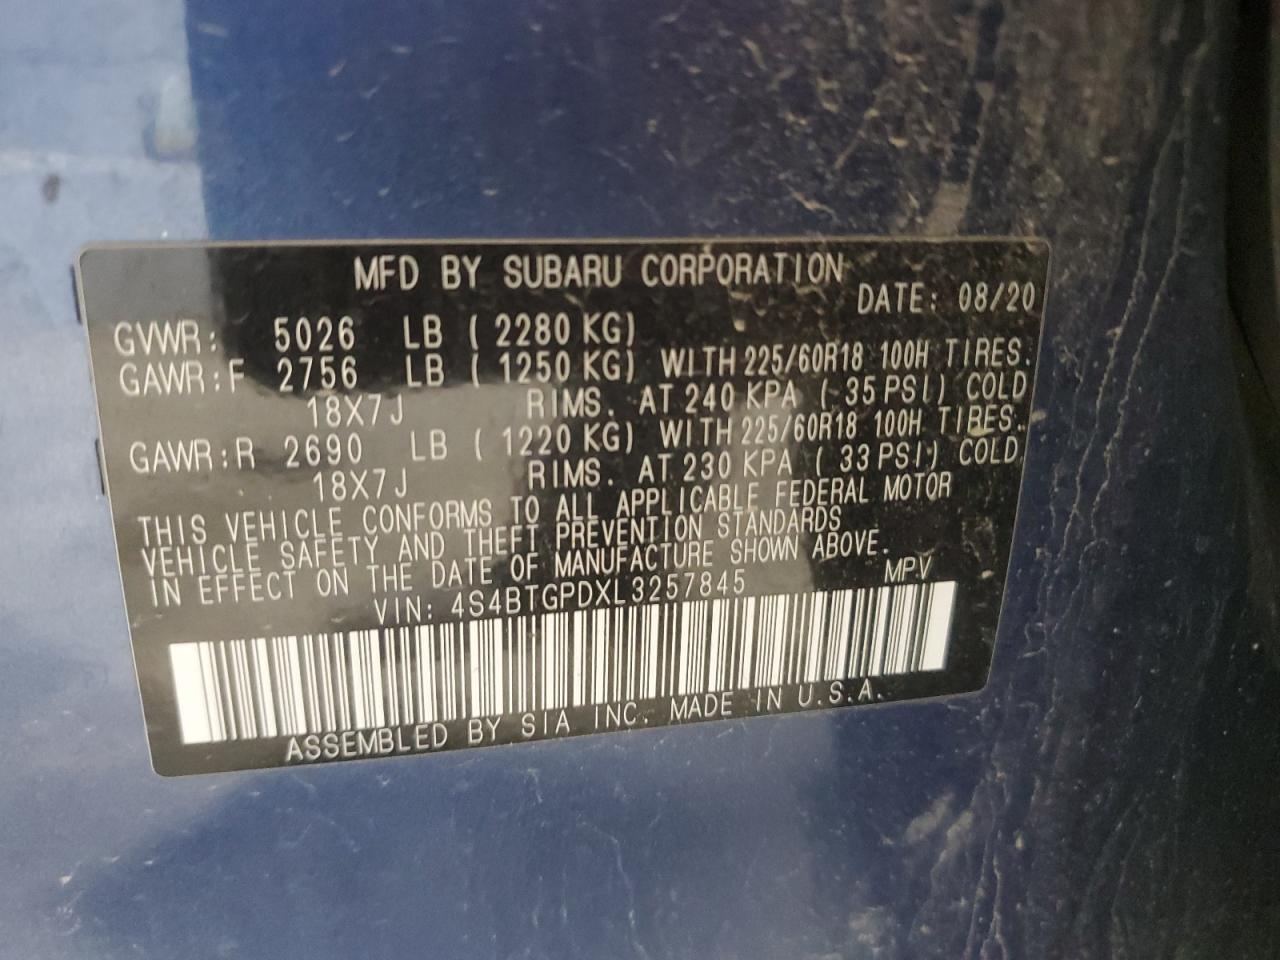 MFD BY SUBARU CORPORATION
DATE: 08/20
GVWR: 5026 LB ( 2280 KG)
GAWR:F 2756 LB ( 1250 KG) WITH 225/60R18 100H TIRES.
18X7J RIMS. AT 240 KPA ( 35 PSI) COLD
GAWR:R 2690 LB ( 1220 KG) WITH 225/60R18 100H TIRES.
18X7J RIMS. AT 230 KPA ( 33 PSI) COLD
THIS VEHICLE CONFORMS TO ALL APPLICABLE FEDERAL MOTOR
VEHICLE SAFETY AND THEFT PREVENTION STANDARDS
IN EFFECT ON THE DATE OF MANUFACTURE SHOWN ABOVE.
VIN: 4S4BTGPDXL3257845 MPV
ASSEMBLED BY SIA INC. MADE IN U.S.A.